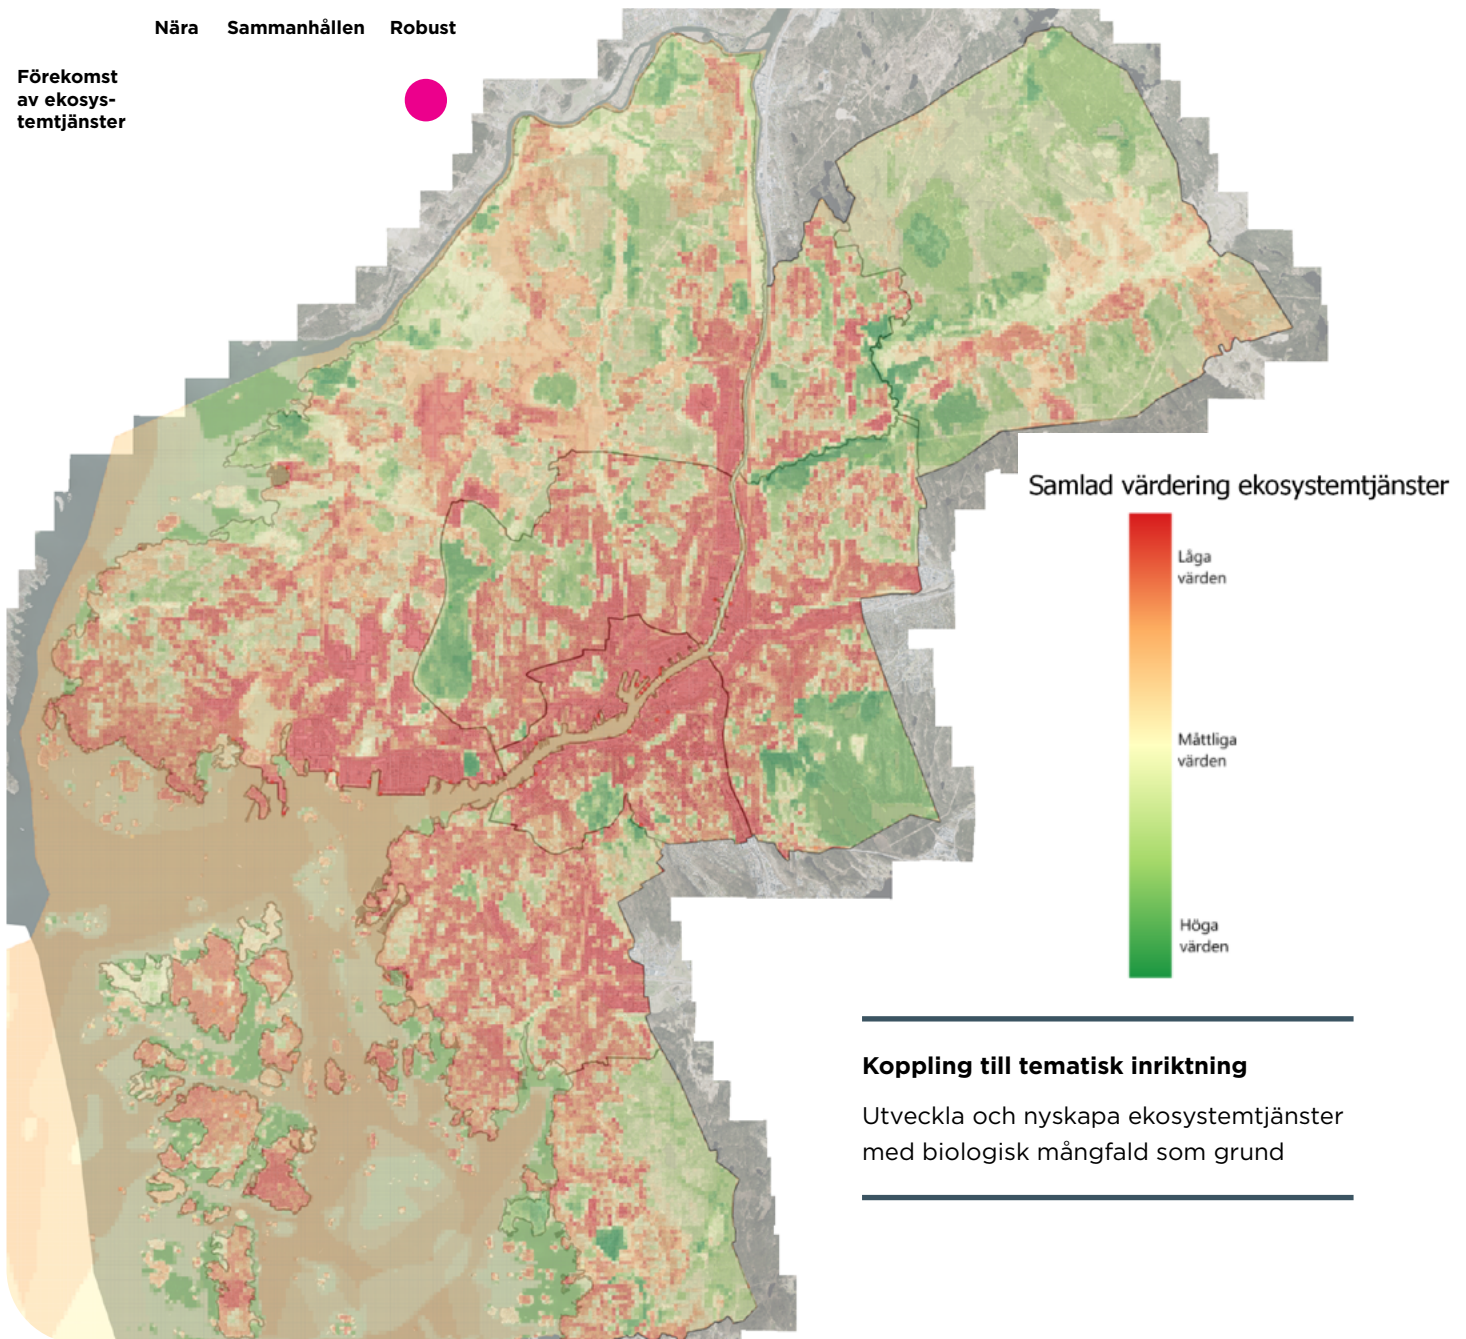 Nära Sammanhållen Robust
Förekomst
av ekosys-
temtjänster
Samlad värdering ekosystemtjänster
Låga
värden
Måttliga
värden
Höga
värden
Koppling till tematisk inriktning
Utveckla och nyskapa ekosystemtjänster
med biologisk mångfald som grund